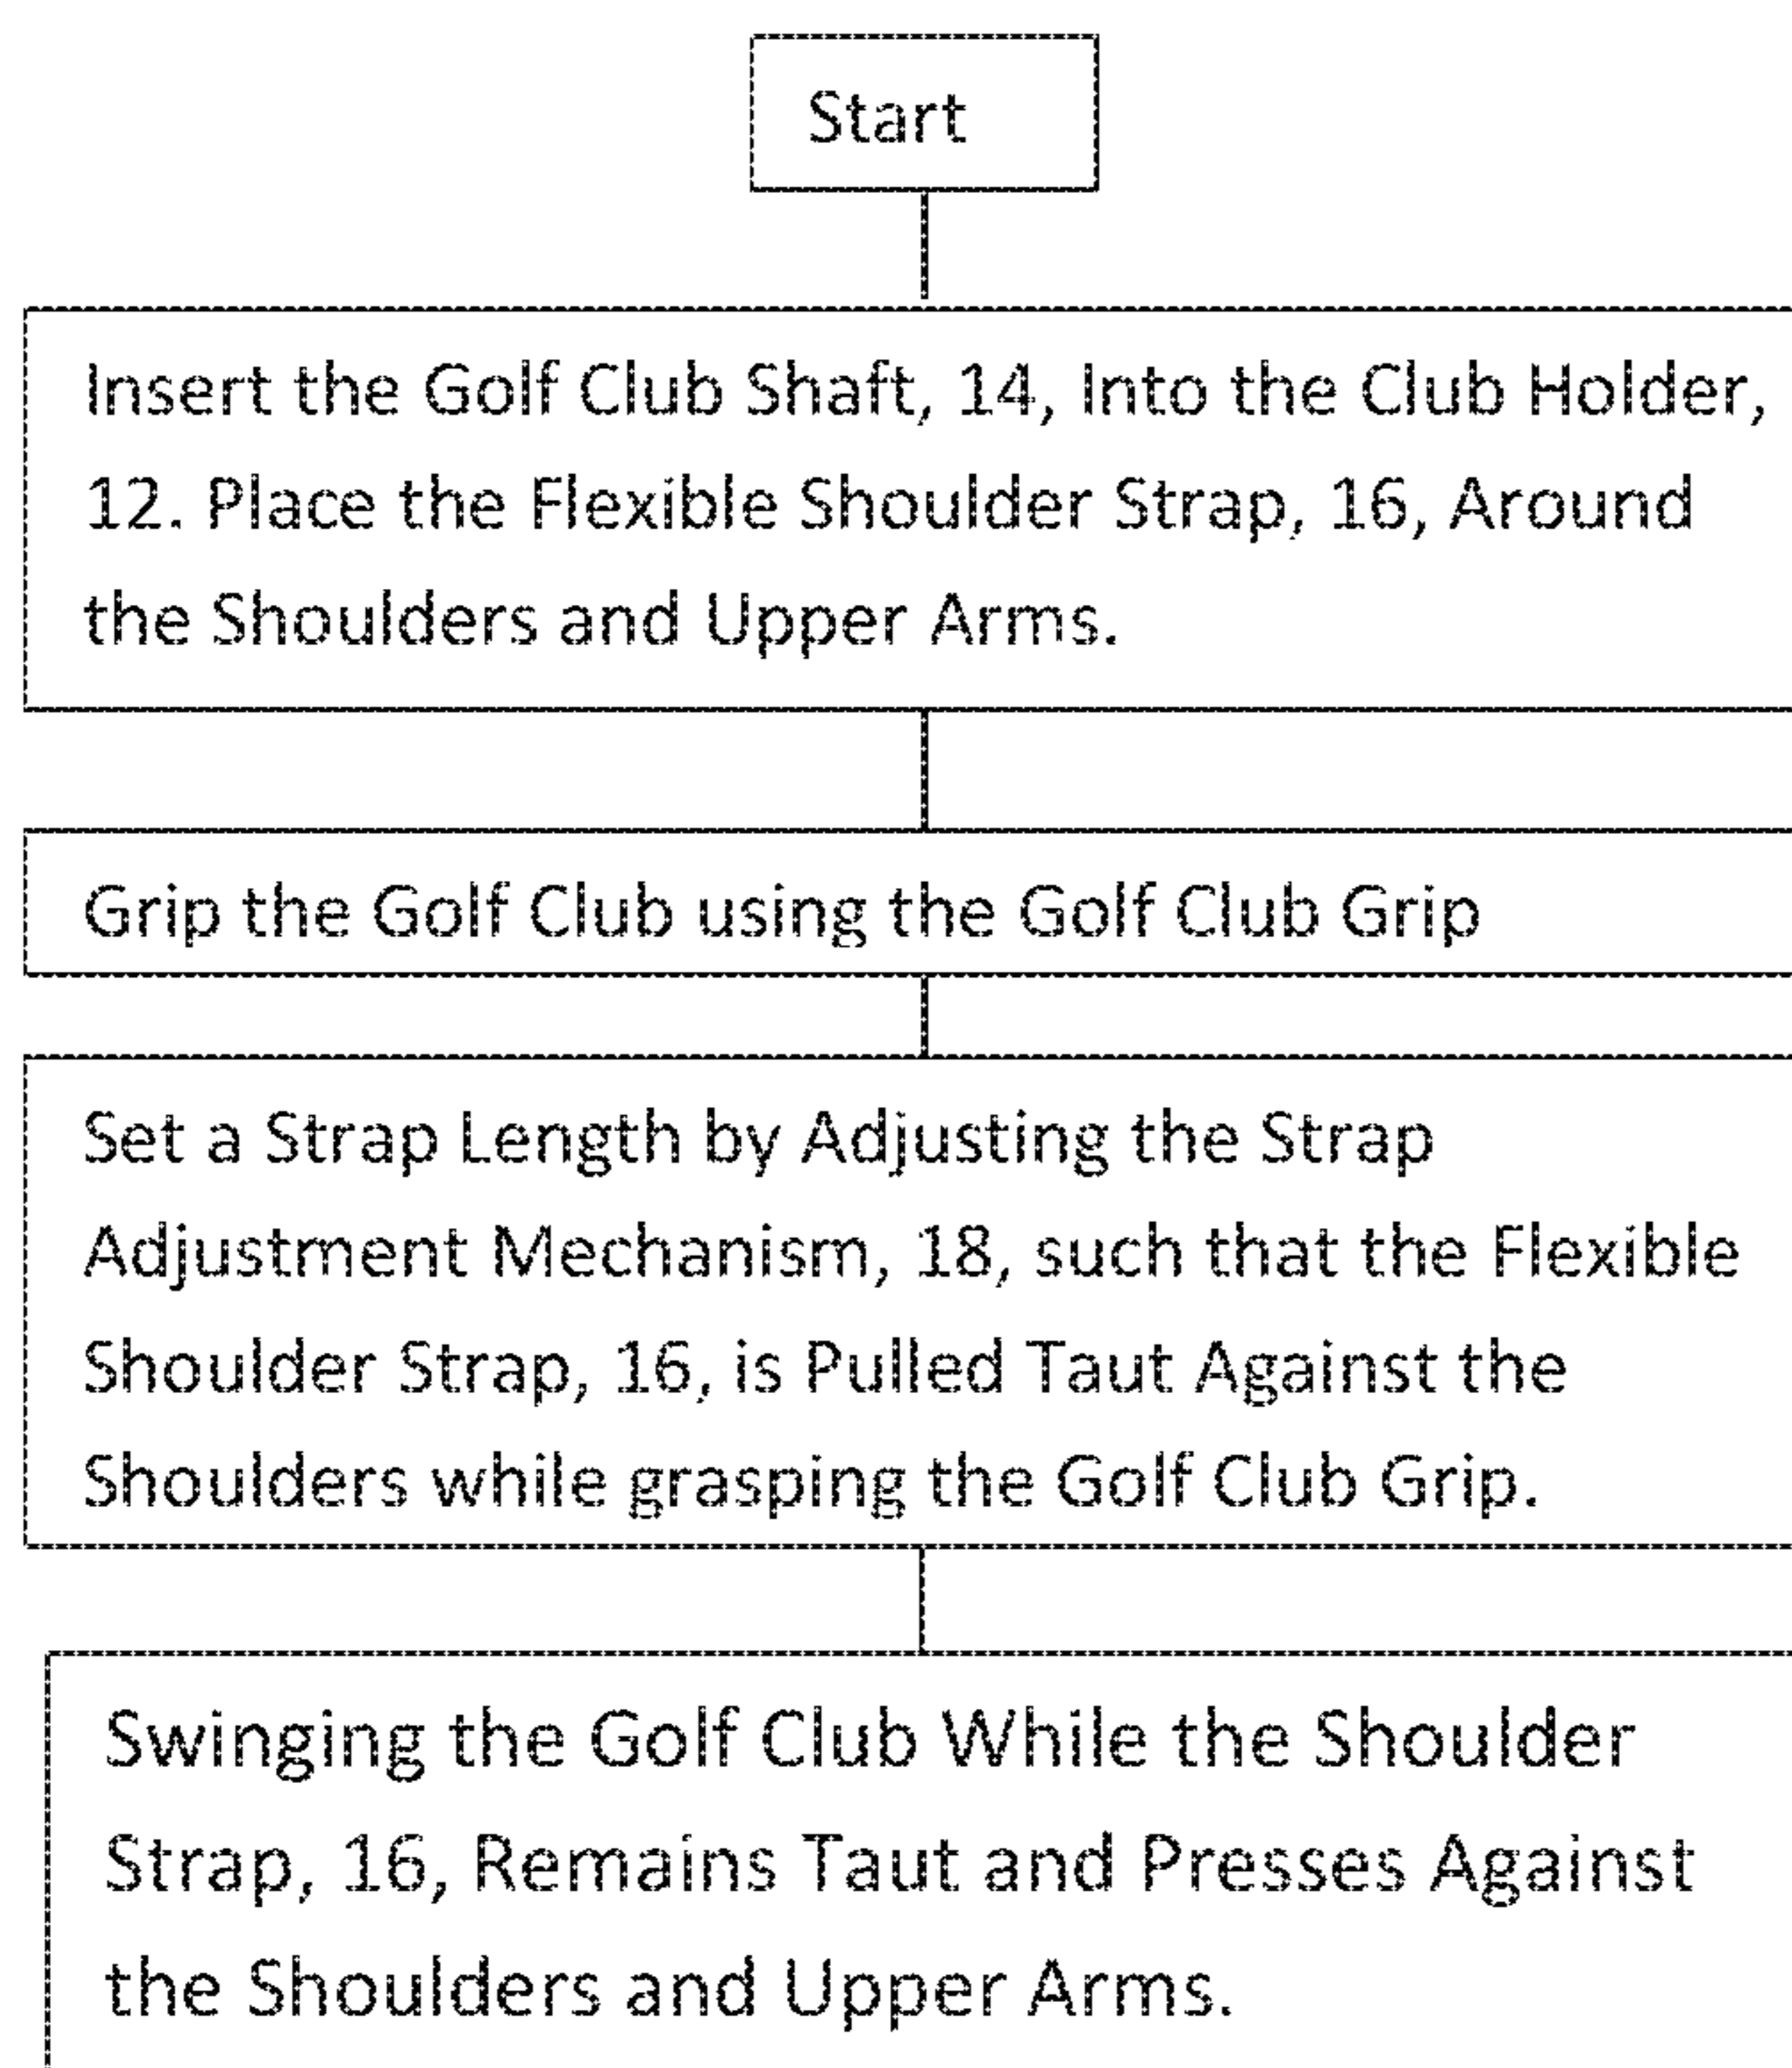 Start
Insert the Golf Club Shaft, 14, Into the Club Holder,
12. Place the Flexible Shoulder Strap, 16, Around
the Shoulders and Upper Arms.
Grip the Golf Club using the Golf Club Grip
Set a Strap Length by Adjusting the Strap
Adjustment Mechanism, 18, such that the Flexible
Shoulder Strap, 16, is Pulled Taut Against the
Shoulders while grasping the Golf Club Grip.
Swinging the Golf Club While the Shoulder
Strap, 16, Remains Taut and Presses Against
the Shoulders and Upper Arms.